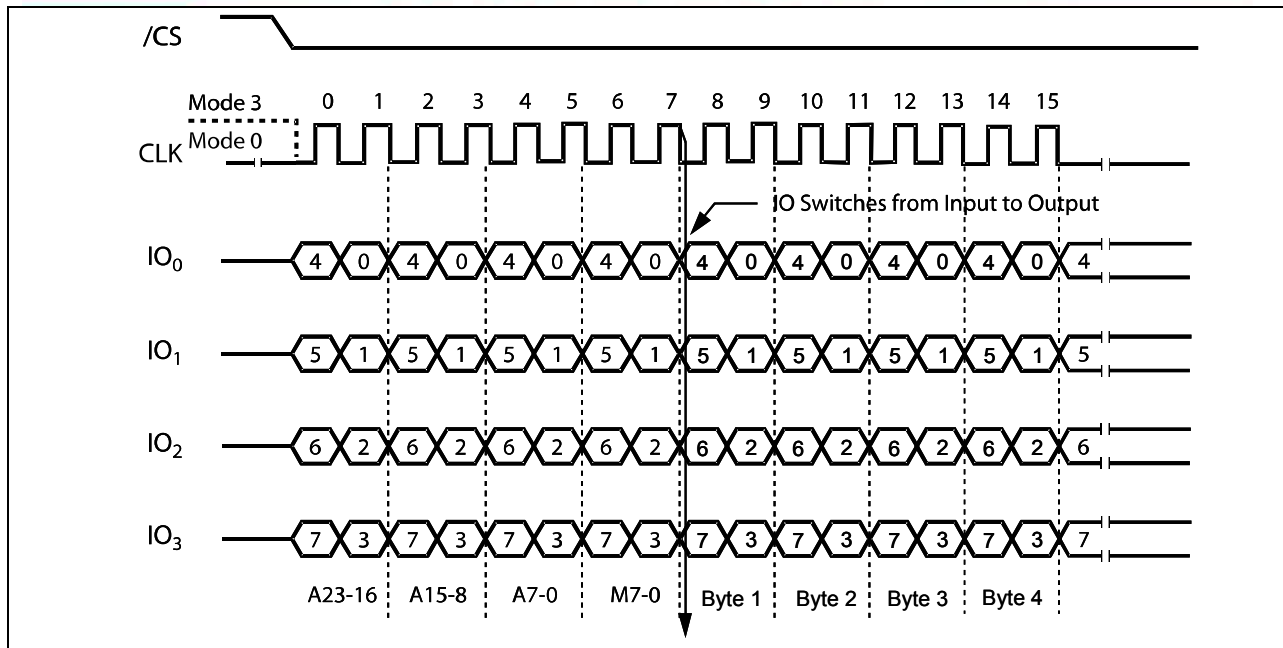 /CS
Mode 3 0 1 2 3 4 5 6 7 8 9 10 11 12 13 14 15
Mode 0
CLK
IO Switches from Input to Output
IO0 4 0 4 0 4 0 4 0 4 0 4 0 4 0 4 0 4
IO1 5 1 5 1 5 1 5 1 5 1 5 1 5 1 5 1 5
IO2 6 2 6 2 6 2 6 2 6 2 6 2 6 2 6 2 6
IO3 7 3 7 3 7 3 7 3 7 3 7 3 7 3 7 3 7
A23-16 A15-8 A7-0 M7-0 Byte 1 Byte 2 Byte 3 Byte 4